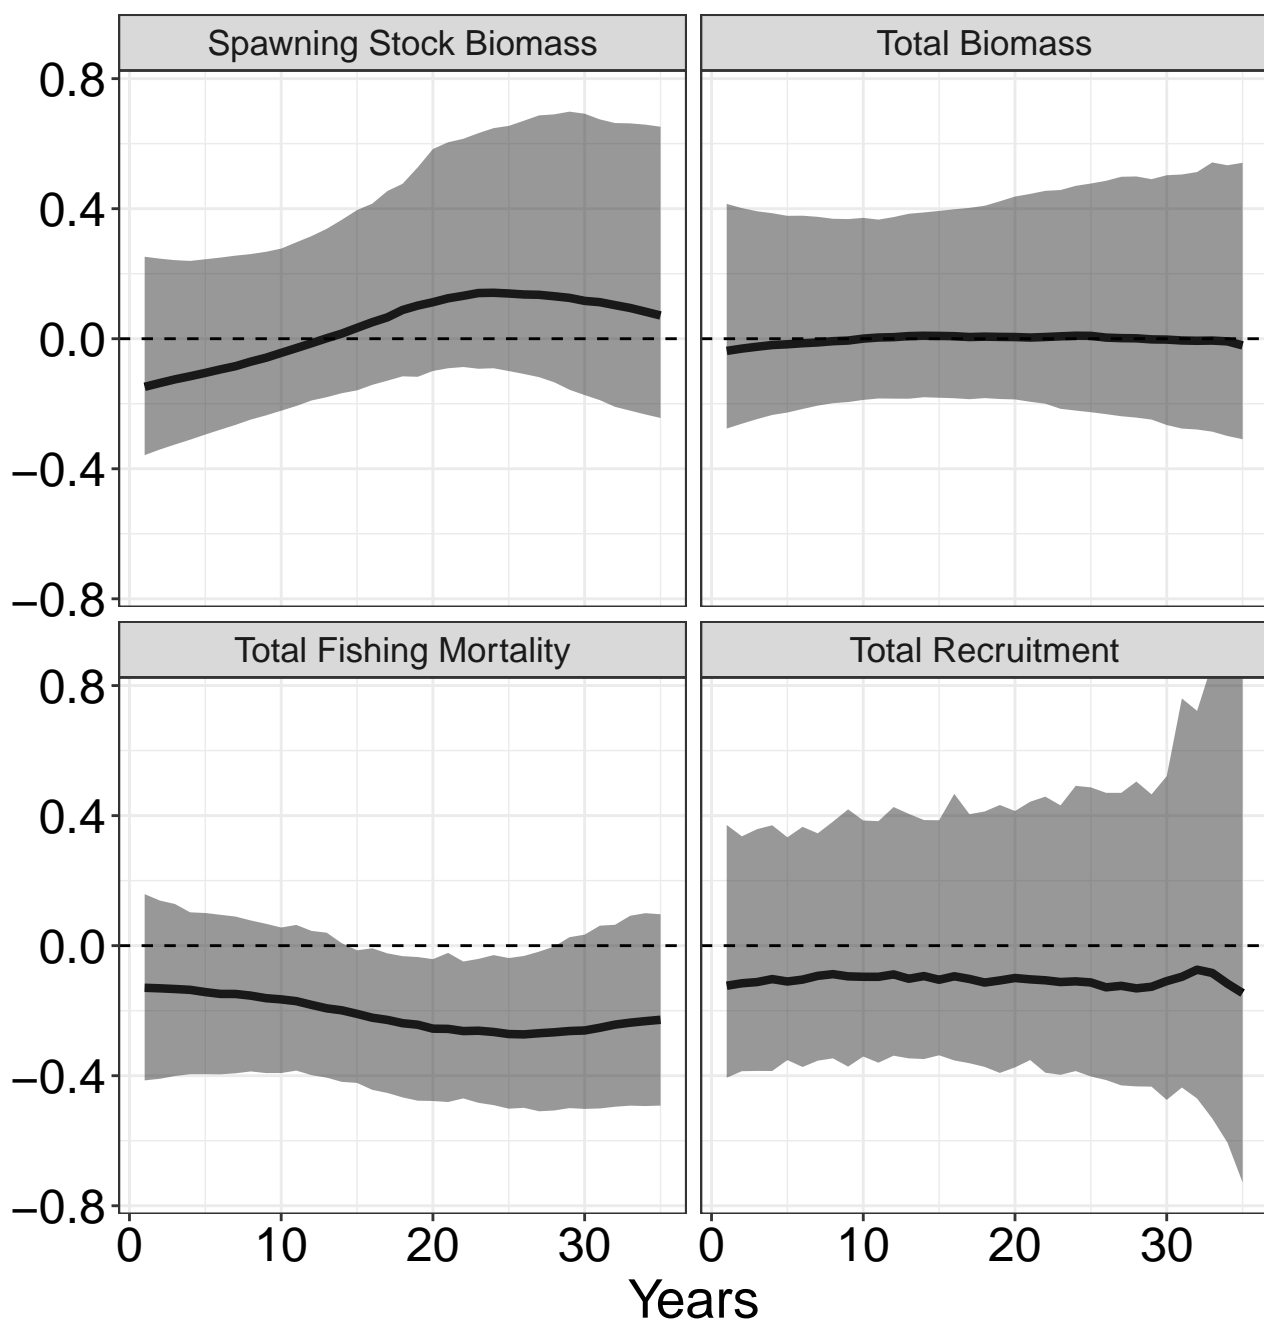 Spawning Stock Biomass
Total Biomass
0.8
0.4
0.0
−0.4
−0.8
Total Fishing Mortality
Total Recruitment
0.8
0.4
0.0
−0.4
−0.8
0 10 20 30 0 10 20 30
Years